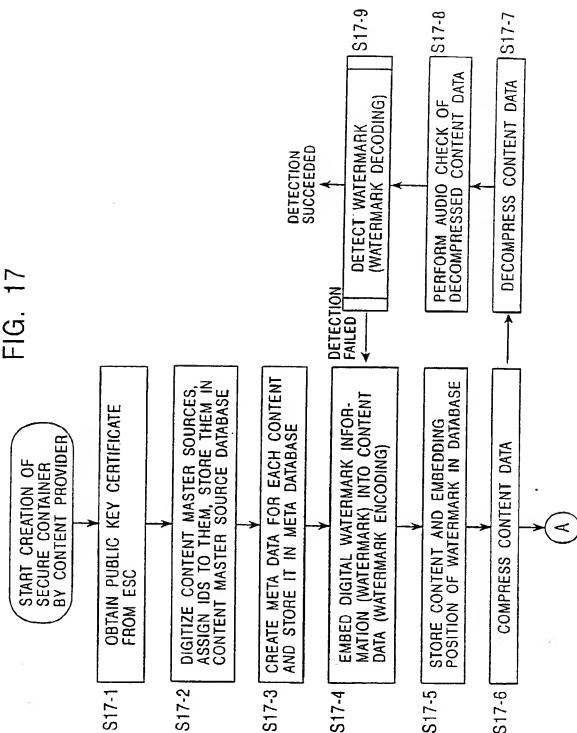 FIG. 17
START CREATION OF
SECURE CONTAINER
BY CONTENT PROVIDER
S17-1
OBTAIN PUBLIC KEY CERTIFICATE
FROM ESC
S17-2
DIGITIZE CONTENT MASTER SOURCES,
ASSIGN IDS TO THEM, STORE THEM IN
CONTENT MASTER SOURCE DATABASE
S17-3
CREATE META DATA FOR EACH CONTENT
AND STORE IT IN META DATABASE
S17-4
EMBED DIGITAL WATERMARK INFOR-
MATION (WATERMARK) INTO CONTENT
DATA (WATERMARK ENCODING)
S17-5
STORE CONTENT AND EMBEDDING
POSITION OF WATERMARK IN DATABASE
S17-6
COMPRESS CONTENT DATA
A
DETECTION
SUCCEEDED
DETECTION
FAILED
DETECT WATERMARK
(WATERMARK DECODING)
S17-9
PERFORM AUDIO CHECK OF
DECOMPRESSED CONTENT DATA
S17-8
DECOMPRESS CONTENT DATA
S17-7